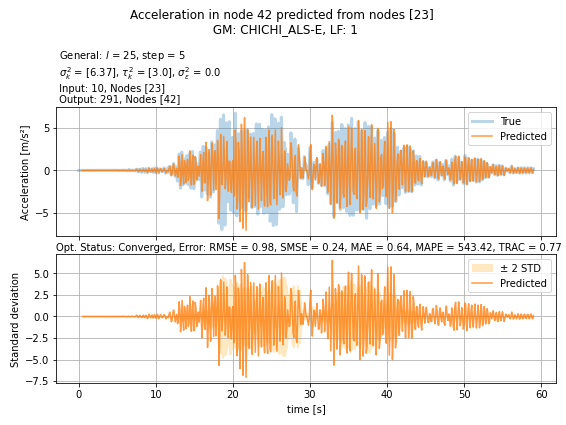 Acceleration in node 42 predicted from nodes [23]
GM: CHICHI_ALS-E, LF: 1
General: l = 25, step = 5
σ²ₖ = [6.37], τ²ₖ = [3.0], σ²_ε = 0.0
Input: 10, Nodes [23]
Output: 291, Nodes [42]
Acceleration [m/s²]
5
0
−5
True
Predicted
Opt. Status: Converged, Error: RMSE = 0.98, SMSE = 0.24, MAE = 0.64, MAPE = 543.42, TRAC = 0.77
Standard deviation
5.0
2.5
0.0
−2.5
−5.0
−7.5
± 2 STD
Predicted
0 10 20 30 40 50 60
time [s]